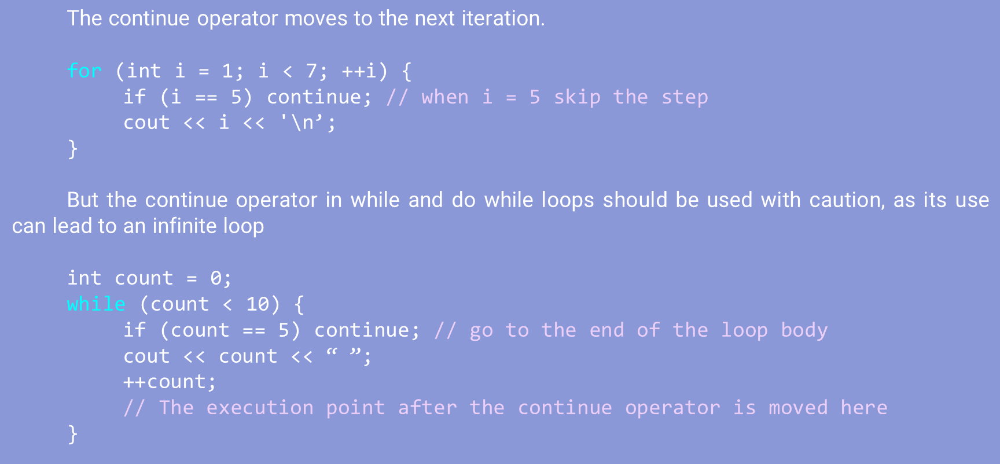 The continue operator moves to the next iteration.
for (int i = 1; i < 7; ++i) {
if (i == 5) continue; // when i = 5 skip the step
cout << i << '\n’;
}
But the continue operator in while and do while loops should be used with caution, as its use
can lead to an infinite loop
int count = 0;
while (count < 10) {
if (count == 5) continue; // go to the end of the loop body
cout << count << “ ”;
++count;
// The execution point after the continue operator is moved here
}